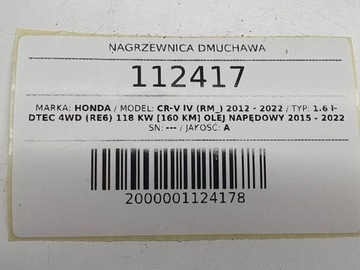 NAGRZEWNICA DMUCHAWA
112417
MARKA: HONDA / MODEL: CR-V IV (RM_) 2012 - 2022 / TYP: 1.6 i-
DTEC 4WD (RE6) 118 KW [160 KM] OLEJ NAPĘDOWY 2015 - 2022
SN: --- / JAKOŚĆ: A
2000001124178